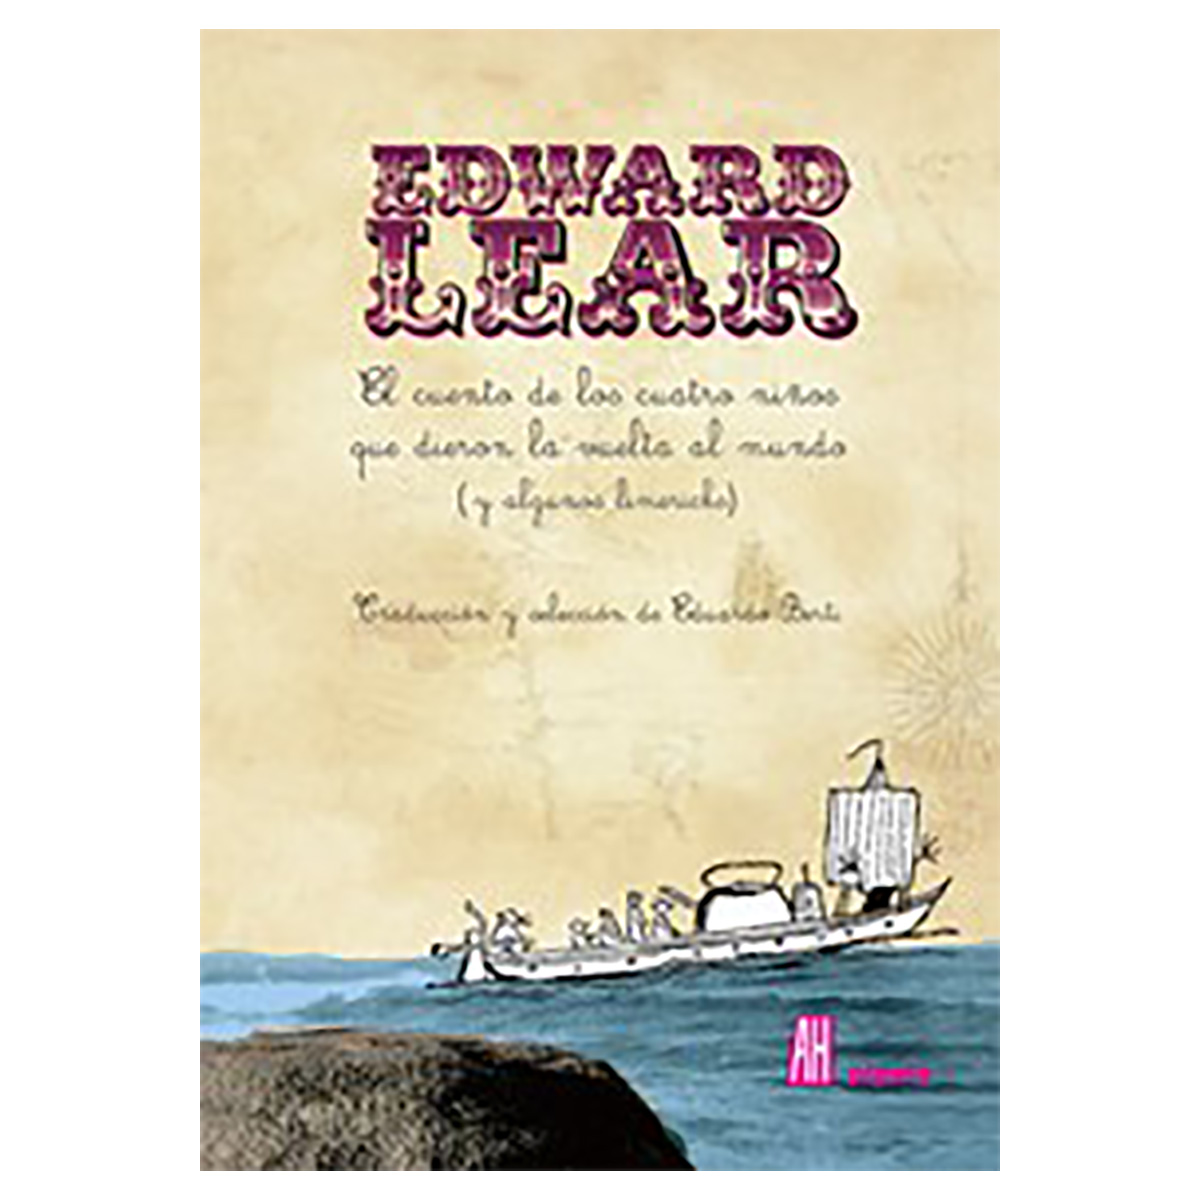 EDWARD
LEAR
El cuento de los cuatro niños
que dieron la vuelta al mundo
(y algunos limericks)
Traducción y selección de Eduardo Berti
AH